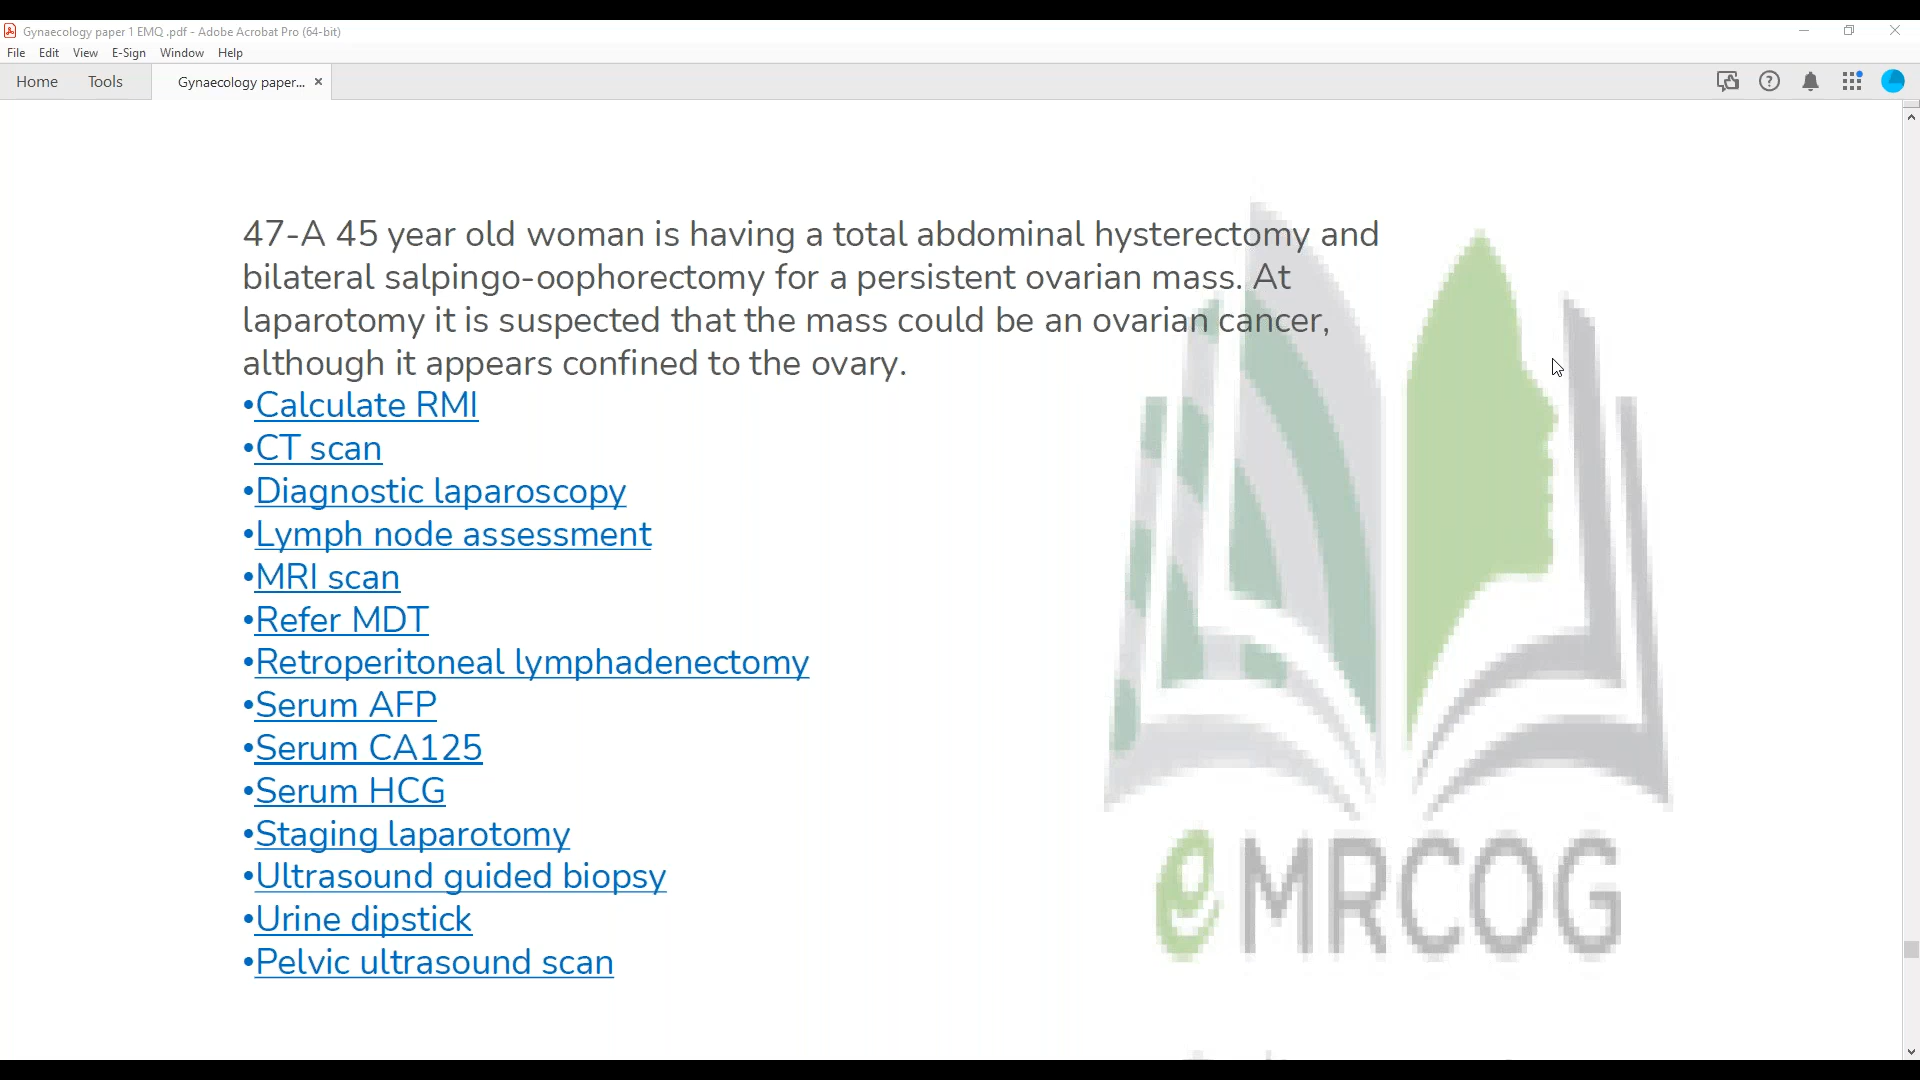 Gynaecology paper 1 EMQ .pdf - Adobe Acrobat Pro (64-bit)
File Edit View E-Sign Window Help
Home Tools Gynaecology paper... ×
47-A 45 year old woman is having a total abdominal hysterectomy and
bilateral salpingo-oophorectomy for a persistent ovarian mass. At
laparotomy it is suspected that the mass could be an ovarian cancer,
although it appears confined to the ovary.
•Calculate RMI
•CT scan
•Diagnostic laparoscopy
•Lymph node assessment
•MRI scan
•Refer MDT
•Retroperitoneal lymphadenectomy
•Serum AFP
•Serum CA125
•Serum HCG
•Staging laparotomy
•Ultrasound guided biopsy
•Urine dipstick
•Pelvic ultrasound scan
eMRCOG